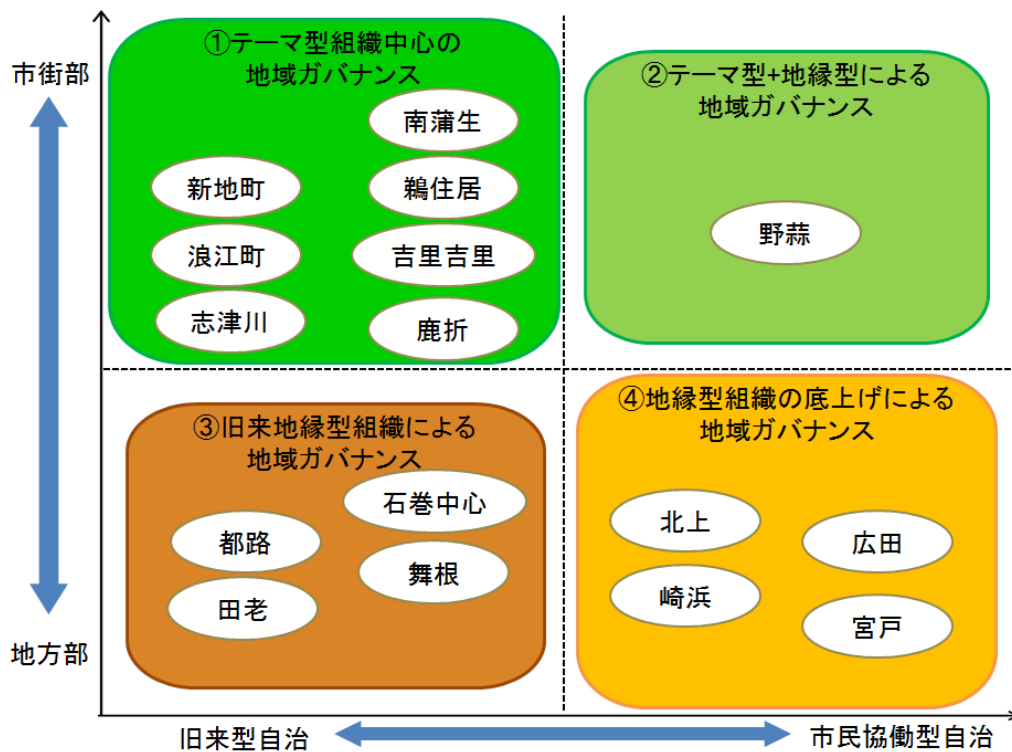 市街部
地方部
①テーマ型組織中心の
地域ガバナンス
南蒲生
新地町
鵜住居
浪江町
吉里吉里
志津川
鹿折
②テーマ型+地縁型による
地域ガバナンス
野蒜
③旧来地縁型組織による
地域ガバナンス
石巻中心
都路
舞根
田老
④地縁型組織の底上げによる
地域ガバナンス
北上
広田
崎浜
宮戸
旧来型自治
市民協働型自治